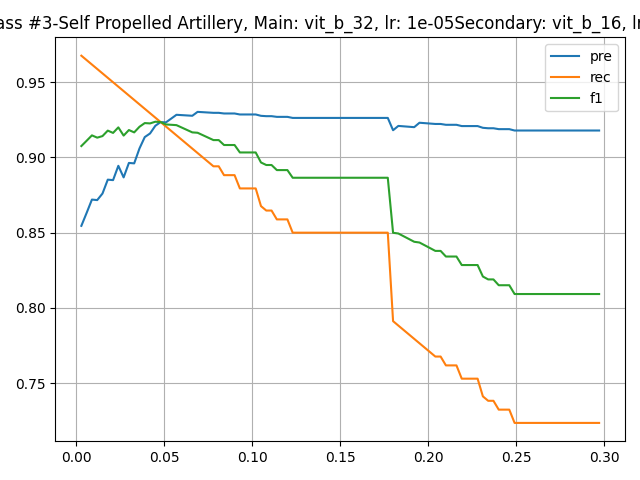 ass #3-Self Propelled Artillery, Main: vit_b_32, lr: 1e-05Secondary: vit_b_16, lr
pre
rec
f1
0.95
0.90
0.85
0.80
0.75
0.00 0.05 0.10 0.15 0.20 0.25 0.30